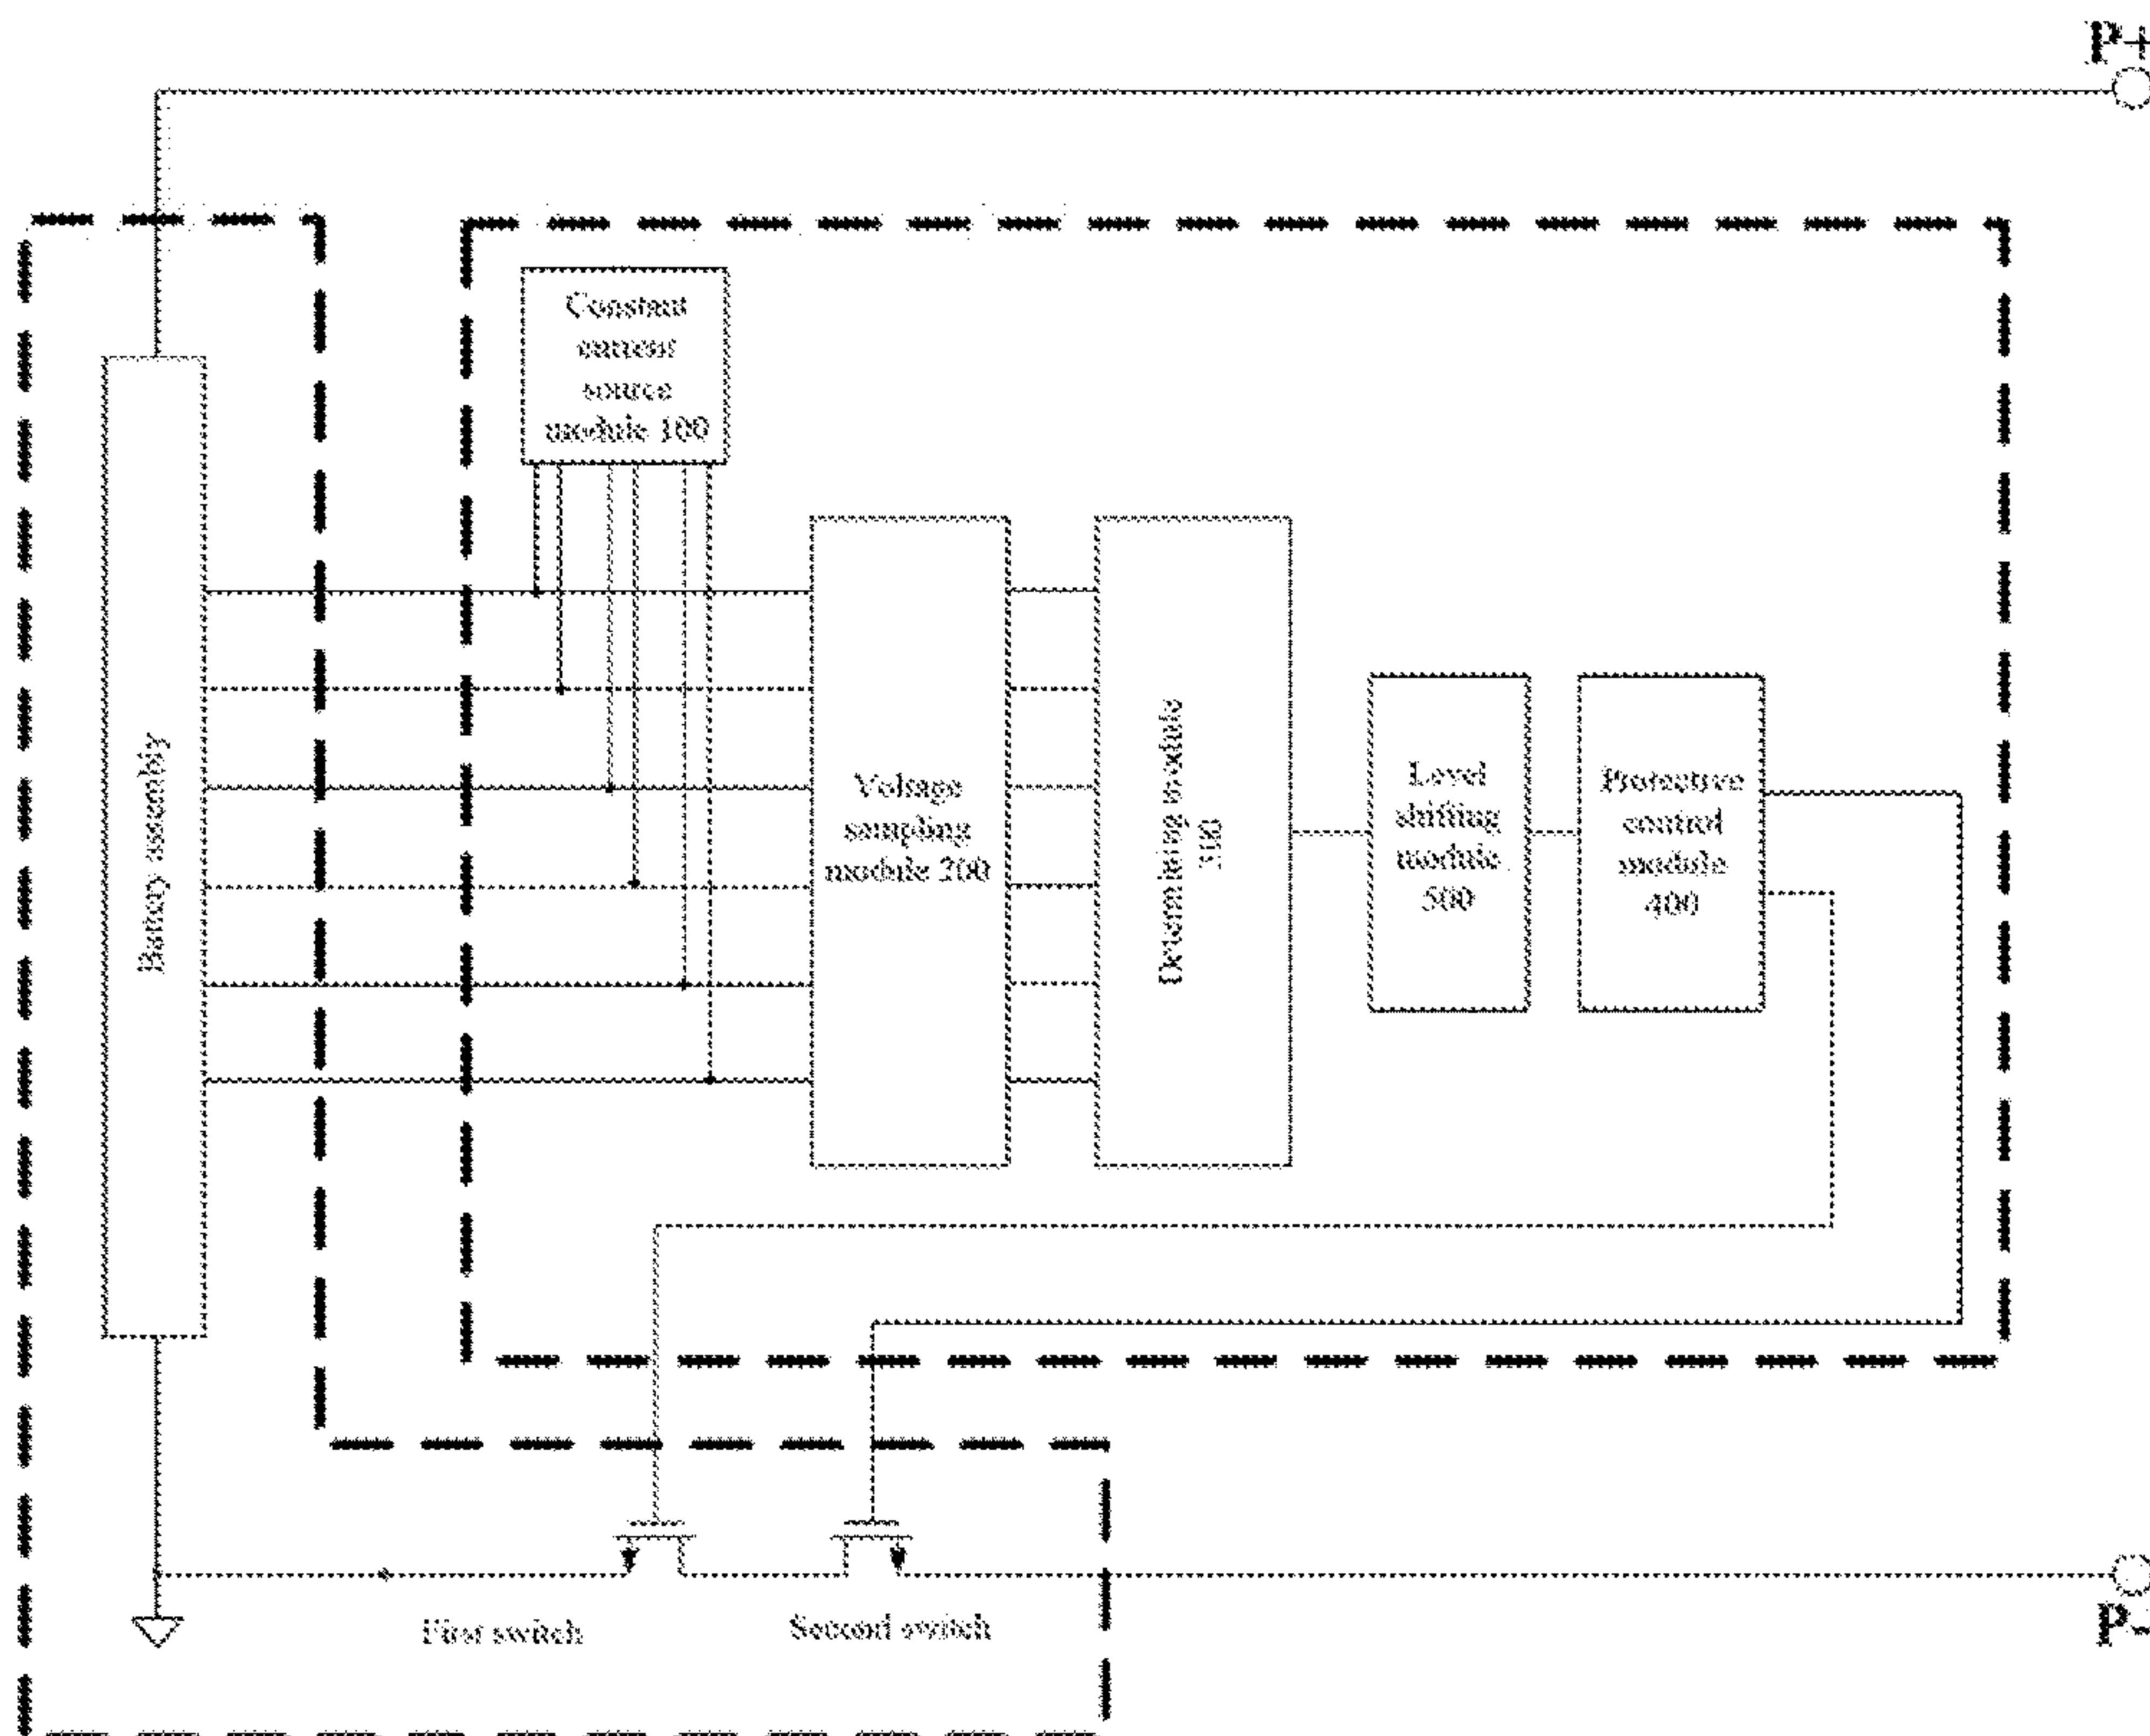 P+
Constant
current
source
module 100
Battery assembly
Voltage
sampling
module 200
Determining module
300
Level
shifting
module
500
Protective
control
module
400
First switch
Second switch
P-